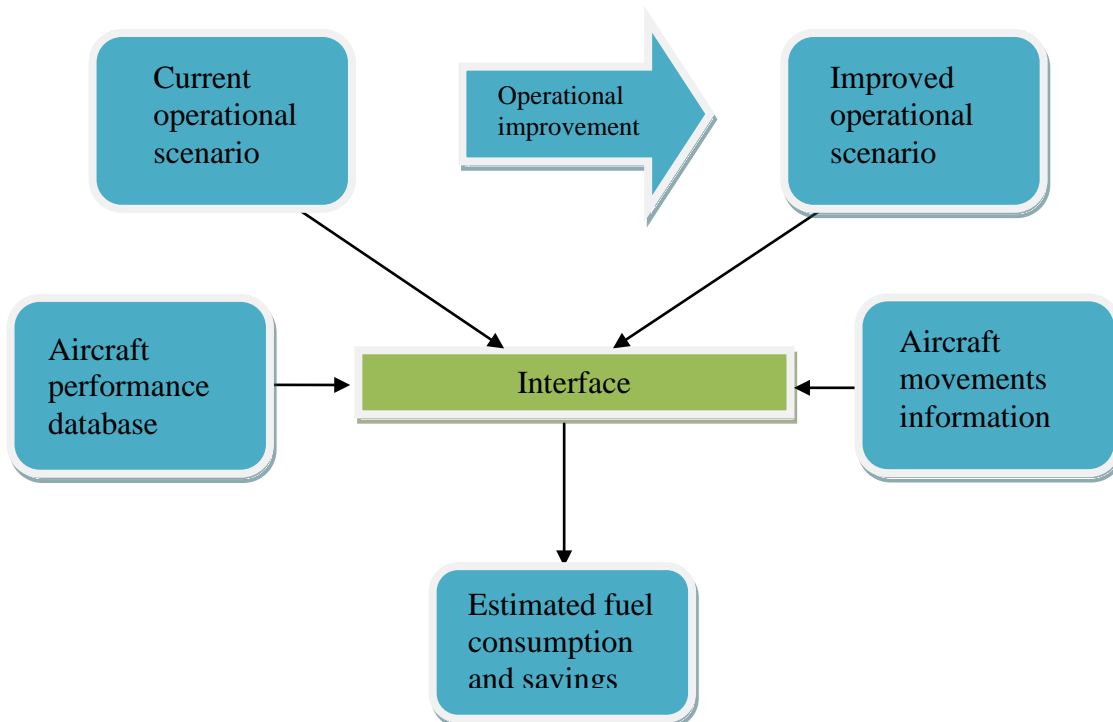 Current
operational
scenario
Operational
improvement
Improved
operational
scenario
Aircraft
performance
database
Interface
Aircraft
movements
information
Estimated fuel
consumption
and savings